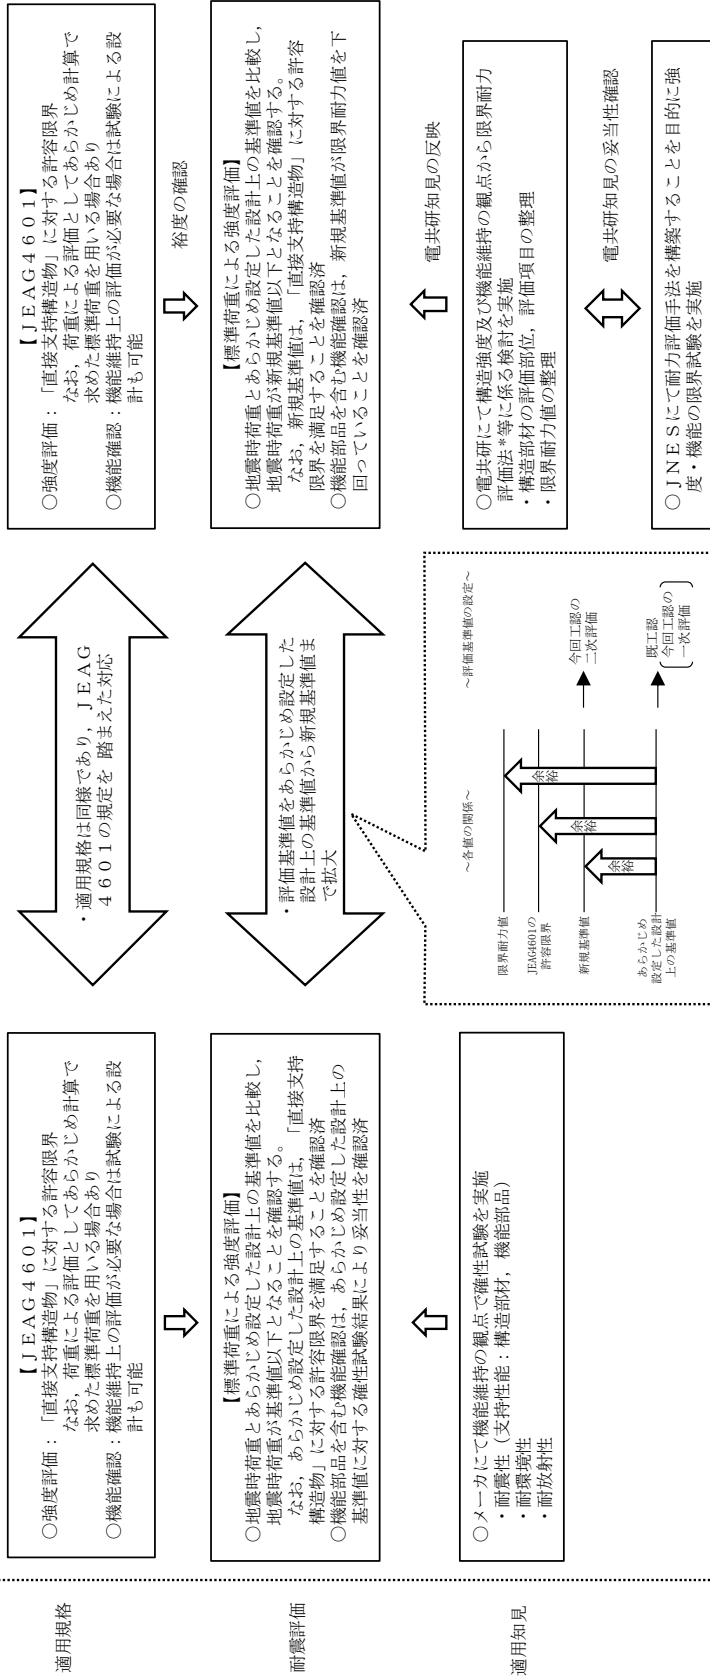 適用規格
【JEAG4601】
○強度評価：「直接支持構造物」に対する許容限界
なお，荷重による評価としてあらかじめ計算で
求めた標準荷重を用いる場合あり
○機能確認：機能維持上の評価が必要な場合は試験による設
計も可能
・適用規格は同様であり，JEAG
4601の規定を 踏まえた対応
【JEAG4601】
○強度評価：「直接支持構造物」に対する許容限界
なお，荷重による評価としてあらかじめ計算で
求めた標準荷重を用いる場合あり
○機能確認：機能維持上の評価が必要な場合は試験による設
計も可能
裕度の確認
耐震評価
【標準荷重による強度評価】
○地震時荷重とあらかじめ設定した設計上の基準値を比較し，
地震時荷重が基準値以下となることを確認する。
なお，あらかじめ設定した設計上の基準値は，「直接支持
構造物」に対する許容限界を満足することを確認済
○機能部品を含む機能確認は，あらかじめ設定した設計上の
基準値に対する確性試験結果により妥当性を確認済
・評価基準値をあらかじめ設定した
設計上の基準値から新規基準値ま
で拡大
【標準荷重による強度評価】
○地震時荷重とあらかじめ設定した設計上の基準値を比較し，
地震時荷重が新規基準値以下となることを確認する。
なお，新規基準値は，「直接支持構造物」に対する許容
限界を満足することを確認済
○機能部品を含む機能確認は，新規基準値が限界耐力値を下
回っていることを確認済
電共研知見の反映
適用知見
○メーカにて機能維持の観点で確性試験を実施
・耐震性（支持性能：構造部材，機能部品）
・耐環境性
・耐放射性
～各値の関係～
～評価基準値の設定～
限界耐力値
JEAG4601の
許容限界
新規基準値
あらかじめ
設定した設計
上の基準値
余裕
余裕
余裕
今回工認の
二次評価
既工認
今回工認の
一次評価
○電共研にて構造強度及び機能維持の観点から限界耐力
評価法*等に係る検討を実施
・構造部材の評価部位，評価項目の整理
・限界耐力値の整理
電共研知見の妥当性確認
○JNESにて耐力評価手法を構築することを目的に強
度・機能の限界試験を実施